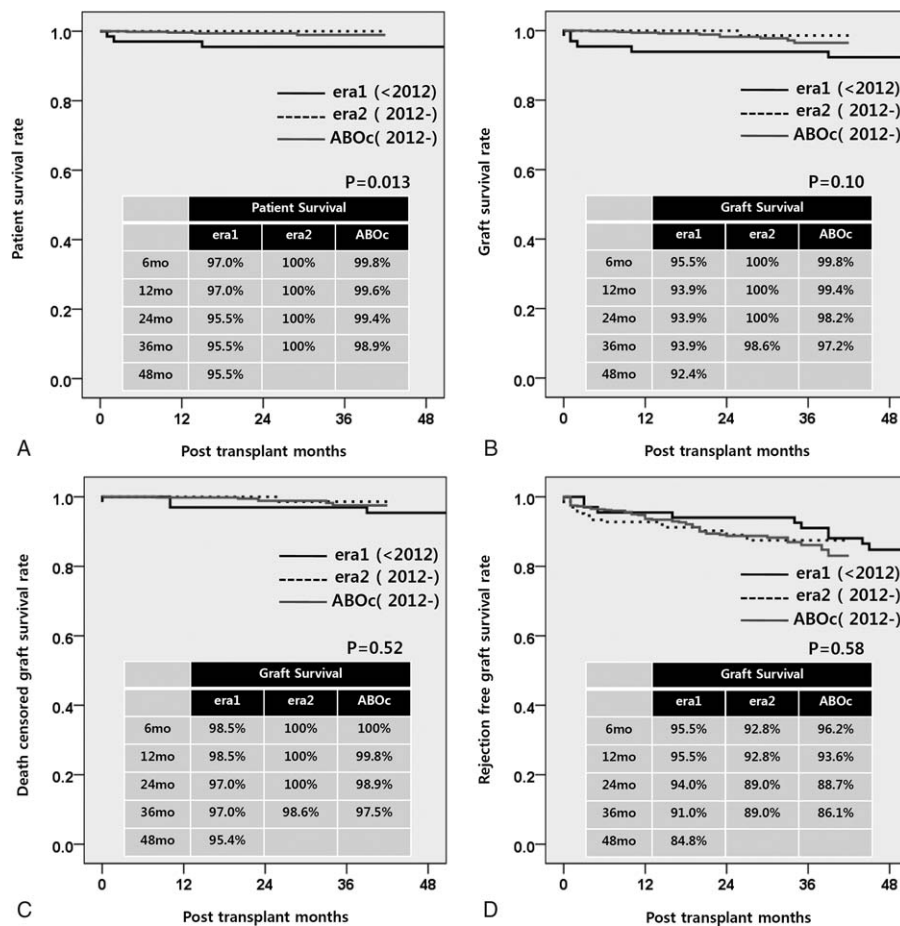 1.0
0.8
0.6
0.4
0.2
0.0
Patient survival rate
era1 (<2012)
era2 ( 2012-)
ABOc( 2012-)
P=0.013
Patient Survival
era1 era2 ABOc
6mo 97.0% 100% 99.8%
12mo 97.0% 100% 99.6%
24mo 95.5% 100% 99.4%
36mo 95.5% 100% 98.9%
48mo 95.5%
0 12 24 36 48
Post transplant months
A
1.0
0.8
0.6
0.4
0.2
0.0
Graft survival rate
era1 (<2012)
era2 ( 2012-)
ABOc( 2012-)
P=0.10
Graft Survival
era1 era2 ABOc
6mo 95.5% 100% 99.8%
12mo 93.9% 100% 99.4%
24mo 93.9% 100% 98.2%
36mo 93.9% 98.6% 97.2%
48mo 92.4%
0 12 24 36 48
Post transplant months
B
1.0
0.8
0.6
0.4
0.2
0.0
Death censored graft survival rate
era1 (<2012)
era2 ( 2012-)
ABOc( 2012-)
P=0.52
Graft Survival
era1 era2 ABOc
6mo 98.5% 100% 100%
12mo 98.5% 100% 99.8%
24mo 97.0% 100% 98.9%
36mo 97.0% 98.6% 97.5%
48mo 95.4%
0 12 24 36 48
Post transplant months
C
1.0
0.8
0.6
0.4
0.2
0.0
Rejection free graft survival rate
era1 (<2012)
era2 ( 2012-)
ABOc( 2012-)
P=0.58
Graft Survival
era1 era2 ABOc
6mo 95.5% 92.8% 96.2%
12mo 95.5% 92.8% 93.6%
24mo 94.0% 89.0% 88.7%
36mo 91.0% 89.0% 86.1%
48mo 84.8%
0 12 24 36 48
Post transplant months
D